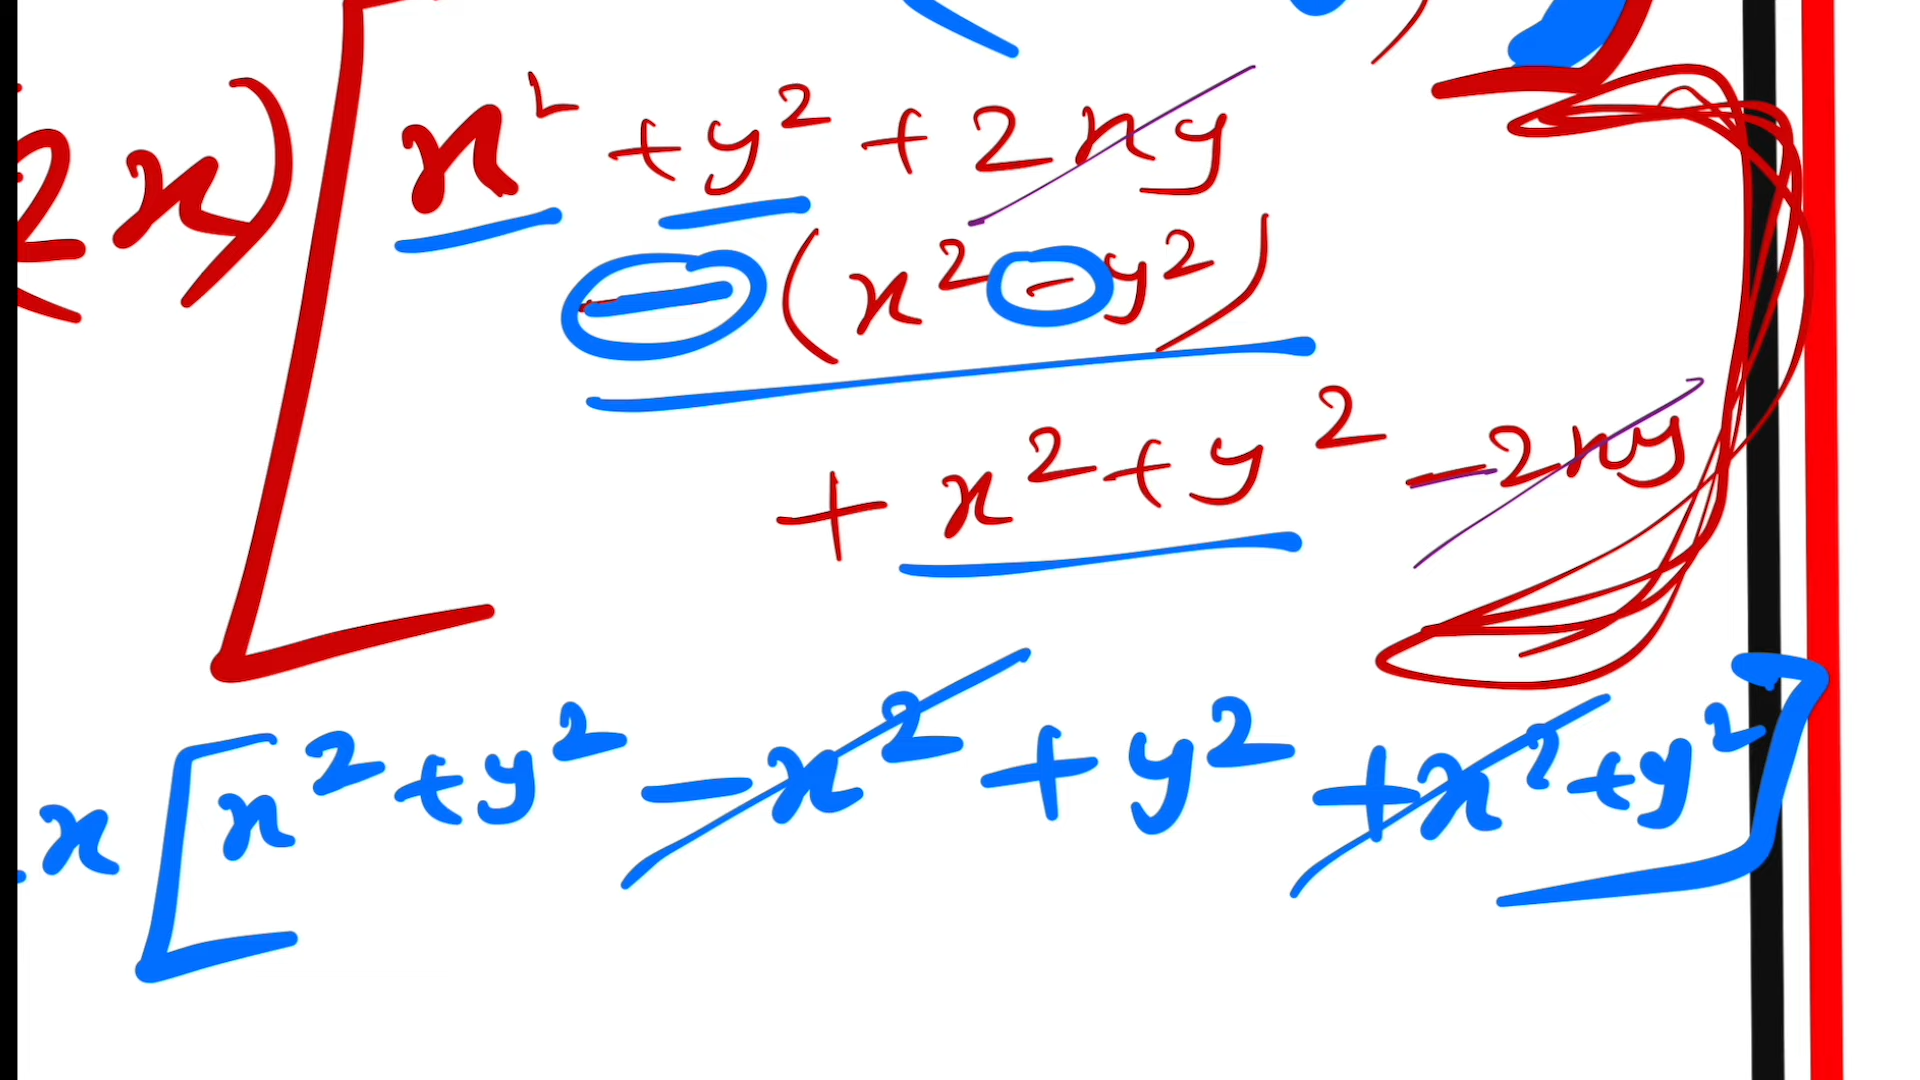 2x) [x² + y² + 2xy
− (x² − y²)
+ x² + y² − 2xy
x [x² + y² − x² + y² + x² + y²]